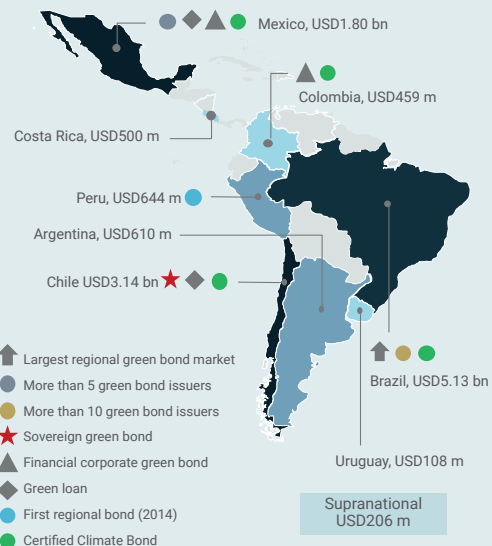 Mexico, USD1.80 bn
Colombia, USD459 m
Costa Rica, USD500 m
Peru, USD644 m
Argentina, USD610 m
Chile USD3.14 bn
Largest regional green bond market
More than 5 green bond issuers
Brazil, USD5.13 bn
More than 10 green bond issuers
Sovereign green bond
Financial corporate green bond
Uruguay, USD108 m
Green loan
Supranational
USD206 m
First regional bond (2014)
Certified Climate Bond